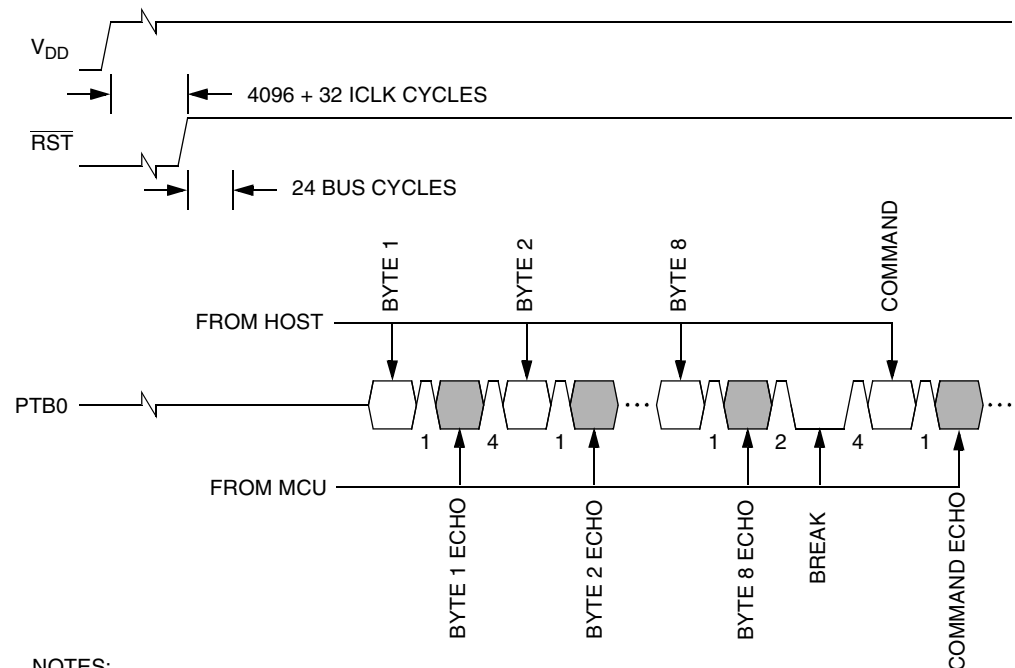 VDD
4096 + 32 ICLK CYCLES
RST
24 BUS CYCLES
BYTE 1
BYTE 2
BYTE 8
COMMAND
FROM HOST
PTB0
...
...
1
4
1
1
2
4
1
FROM MCU
BYTE 1 ECHO
BYTE 2 ECHO
BYTE 8 ECHO
BREAK
COMMAND ECHO
NOTES: